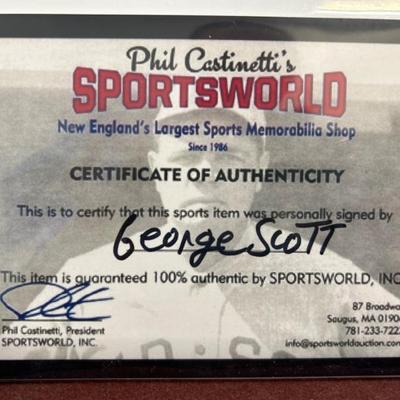 Phil Castinetti's
SPORTSWORLD
New England's Largest Sports Memorabilia Shop
Since 1986
CERTIFICATE OF AUTHENTICITY
This is to certify that this sports item was personally signed by
George Scott
This item is guaranteed 100% authentic by SPORTSWORLD, INC.
Phil Castinetti, President
SPORTSWORLD, INC.
87 Broadwa
Saugus, MA 0190
781-233-722
info@sportsworldauction.com